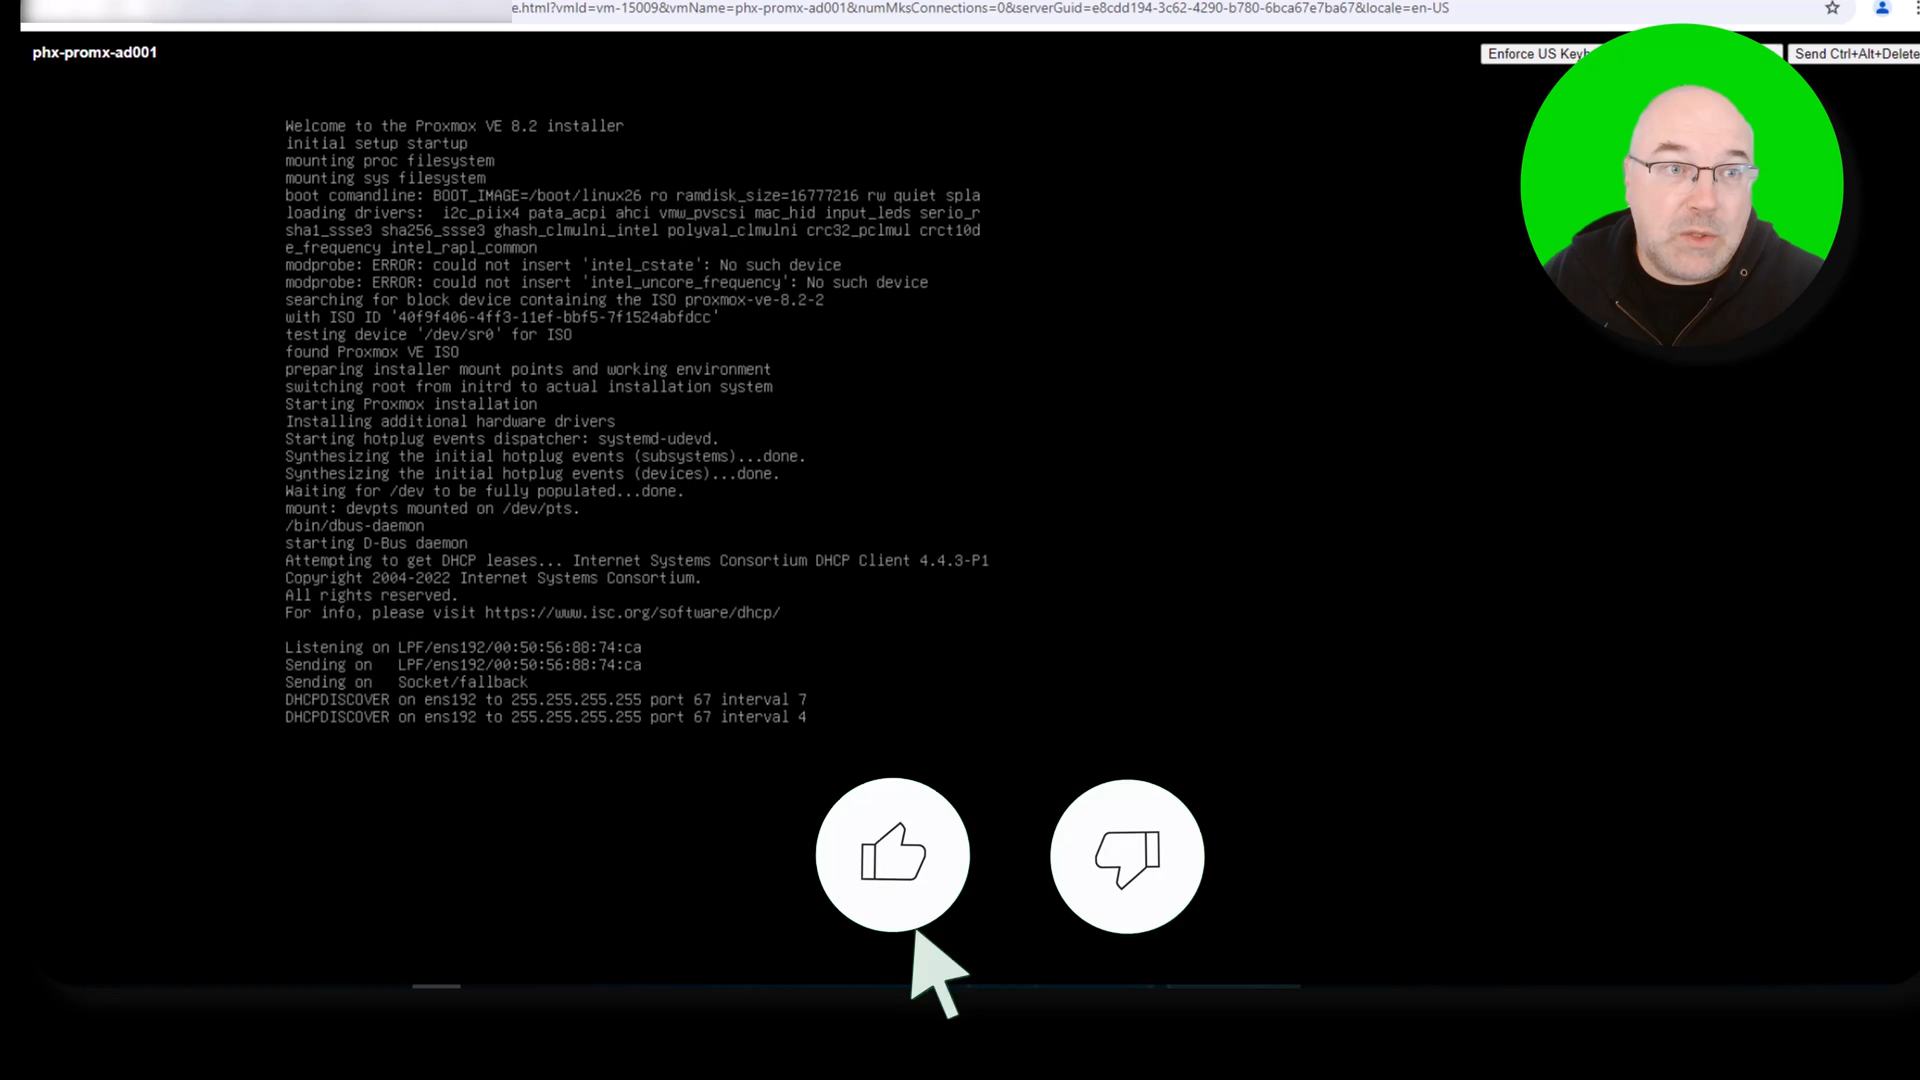 e.html?vmId=vm-15009&vmName=phx-promx-ad001&numMksConnections=0&serverGuid=e8cdd194-3c62-4290-b780-6bca67e7ba67&locale=en-US
phx-promx-ad001
Enforce US Keyb
Send Ctrl+Alt+Delete
Welcome to the Proxmox VE 8.2 installer
initial setup startup
mounting proc filesystem
mounting sys filesystem
boot comandline: BOOT_IMAGE=/boot/linux26 ro ramdisk_size=16777216 rw quiet spla
loading drivers:  i2c_piix4 pata_acpi ahci vmw_pvscsi mac_hid input_leds serio_r
sha1_ssse3 sha256_ssse3 ghash_clmulni_intel polyval_clmulni crc32_pclmul crct10d
e_frequency intel_rapl_common
modprobe: ERROR: could not insert 'intel_cstate': No such device
modprobe: ERROR: could not insert 'intel_uncore_frequency': No such device
searching for block device containing the ISO proxmox-ve-8.2-2
with ISO ID '40f9f406-4ff3-11ef-bbf5-7f1524abfdcc'
testing device '/dev/sr0' for ISO
found Proxmox VE ISO
preparing installer mount points and working environment
switching root from initrd to actual installation system
Starting Proxmox installation
Installing additional hardware drivers
Starting hotplug events dispatcher: systemd-udevd.
Synthesizing the initial hotplug events (subsystems)...done.
Synthesizing the initial hotplug events (devices)...done.
Waiting for /dev to be fully populated...done.
mount: devpts mounted on /dev/pts.
/bin/dbus-daemon
starting D-Bus daemon
Attempting to get DHCP leases... Internet Systems Consortium DHCP Client 4.4.3-P1
Copyright 2004-2022 Internet Systems Consortium.
All rights reserved.
For info, please visit https://www.isc.org/software/dhcp/
Listening on LPF/ens192/00:50:56:88:74:ca
Sending on   LPF/ens192/00:50:56:88:74:ca
Sending on   Socket/fallback
DHCPDISCOVER on ens192 to 255.255.255.255 port 67 interval 7
DHCPDISCOVER on ens192 to 255.255.255.255 port 67 interval 4